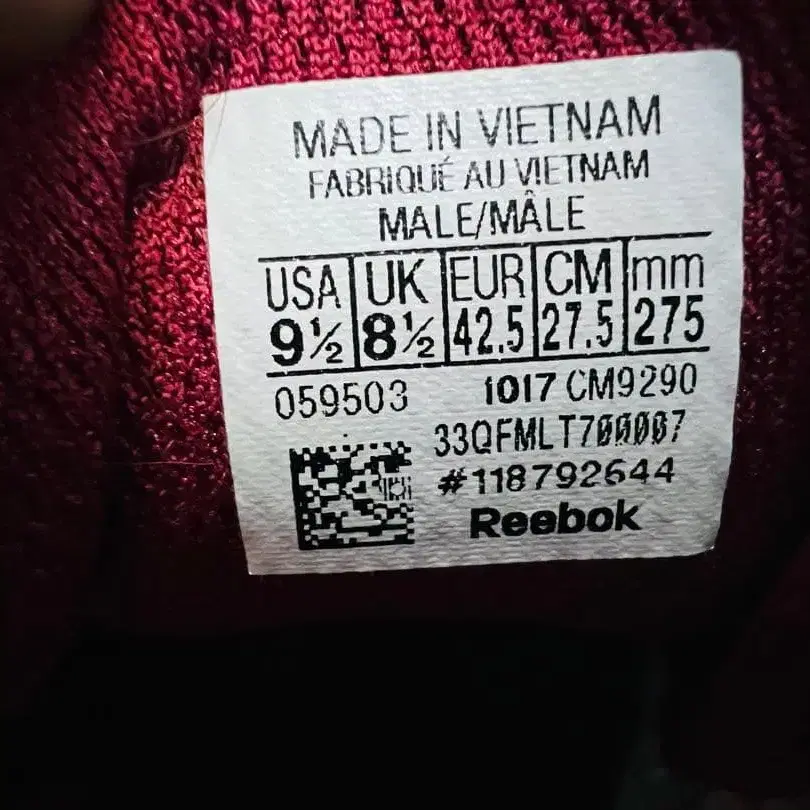 MADE IN VIETNAM
FABRIQUÉ AU VIETNAM
MALE/MÂLE
USA UK EUR CM mm
9½ 8½ 42.5 27.5 275
059503 1017 CM9290
33QFMLT700007
#118792644
Reebok